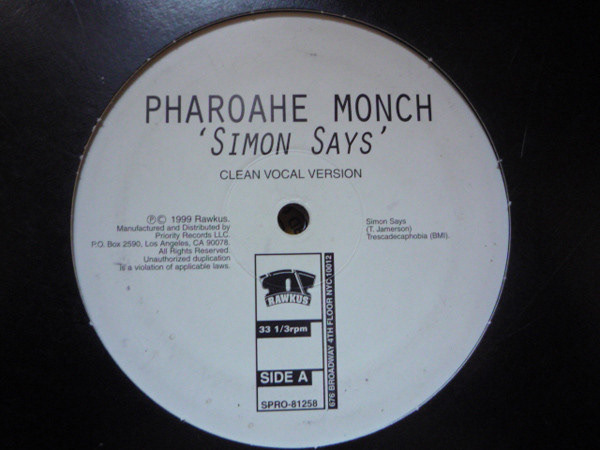 PHAROAHE MONCH
'SIMON SAYS'
CLEAN VOCAL VERSION
℗© 1999 Rawkus.
Manufactured and Distributed by
Priority Records LLC.
P.O. Box 2590, Los Angeles, CA 90078.
All Rights Reserved.
Unauthorized duplication
is a violation of applicable laws.
Simon Says
(T. Jamerson)
Trescadecaphobia (BMI).
RAWKUS
33 1/3rpm
SIDE A
SPRO-81258
676 BROADWAY 4TH FLOOR NYC 10012